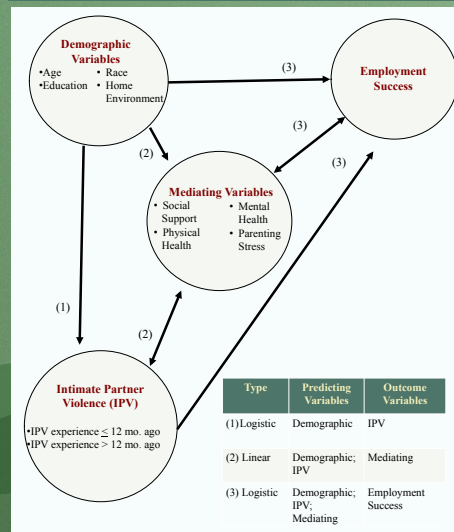 Demographic
Variables
•Age
•Education
• Race
• Home
Environment
(3)
Employment
Success
(3)
(2)
(3)
Mediating Variables
• Social
Support
• Physical
Health
• Mental
Health
• Parenting
Stress
(1)
(2)
Intimate Partner
Violence (IPV)
•IPV experience < 12 mo. ago
•IPV experience > 12 mo. ago
Type Predicting Variables Outcome Variables
(1) Logistic Demographic IPV
(2) Linear Demographic; IPV Mediating
(3) Logistic Demographic; IPV; Mediating Employment Success